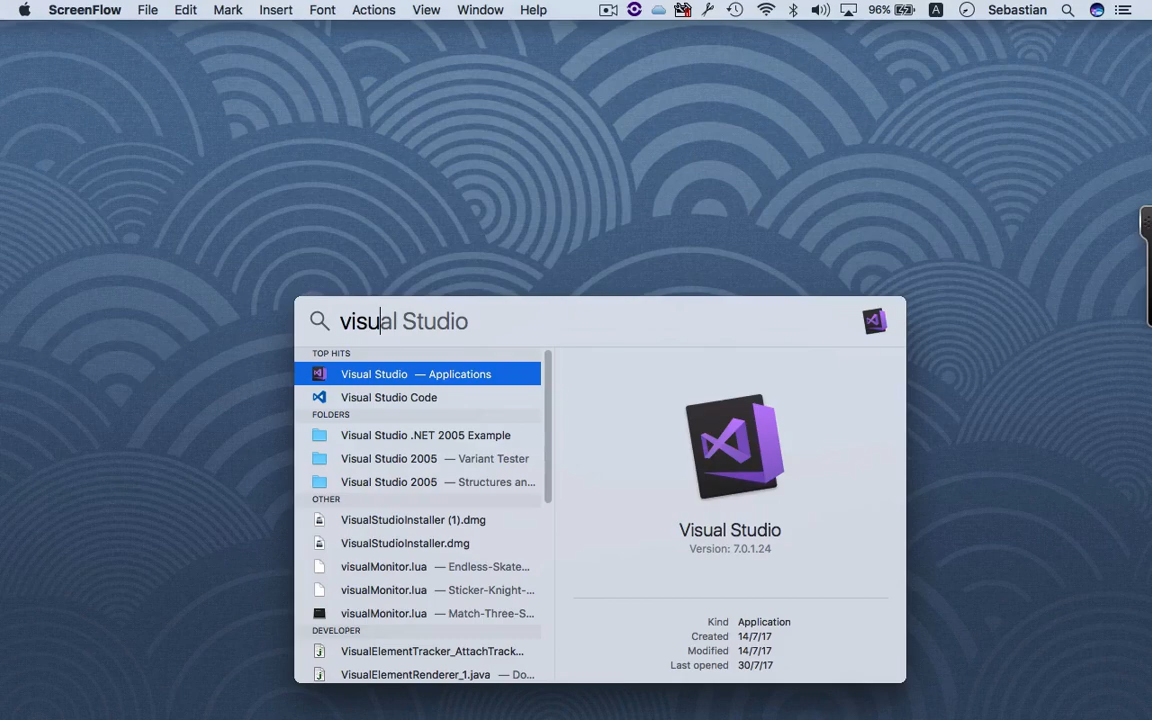 ScreenFlow File Edit Mark Insert Font Actions View Window Help 96% A Sebastian
visual Studio
TOP HITS
Visual Studio — Applications
Visual Studio Code
FOLDERS
Visual Studio .NET 2005 Example
Visual Studio 2005 — Variant Tester
Visual Studio 2005 — Structures an...
OTHER
VisualStudioInstaller (1).dmg
VisualStudioInstaller.dmg
visualMonitor.lua — Endless-Skate...
visualMonitor.lua — Sticker-Knight-...
visualMonitor.lua — Match-Three-S...
DEVELOPER
VisualElementTracker_AttachTrack...
VisualElementRenderer_1.java — Do...
Visual Studio
Version: 7.0.1.24
Kind Application
Created 14/7/17
Modified 14/7/17
Last opened 30/7/17